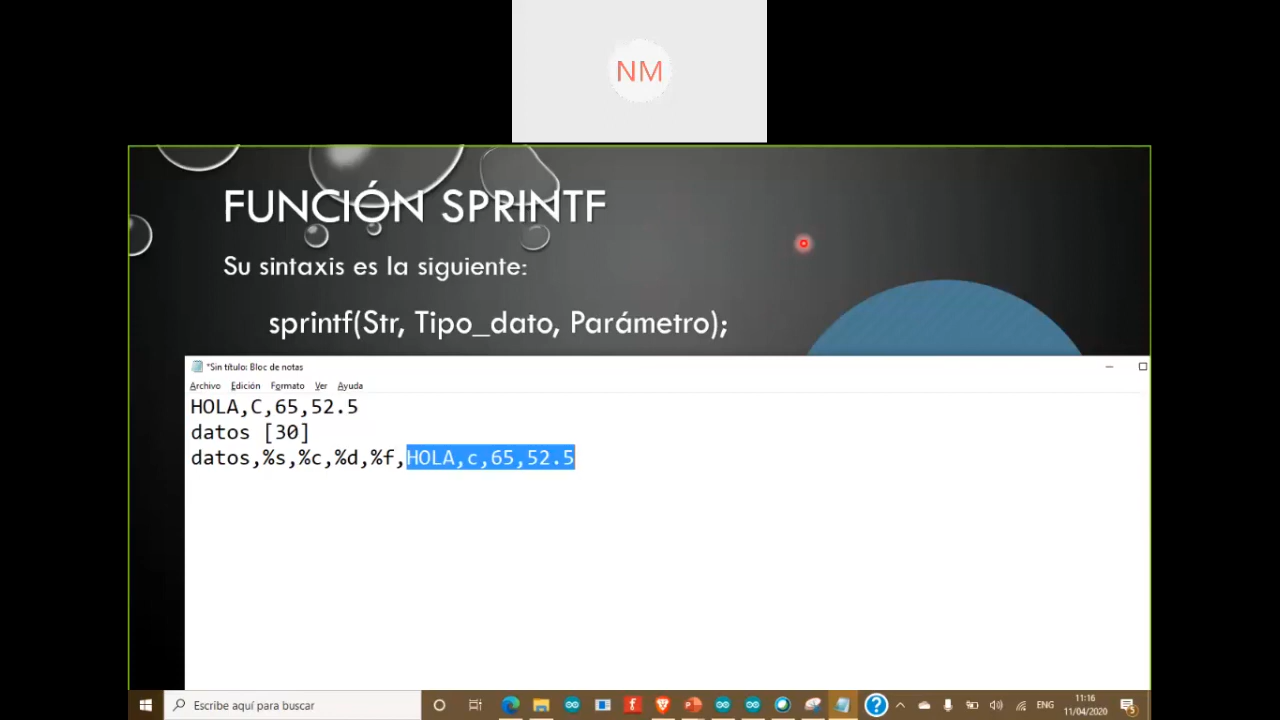 NM
FUNCIÓN SPRINTF
Su sintaxis es la siguiente:
sprintf(Str, Tipo_dato, Parámetro);
*Sin título: Bloc de notas
Archivo Edición Formato Ver Ayuda
HOLA,C,65,52.5
datos [30]
datos,%s,%c,%d,%f,HOLA,c,65,52.5
Escribe aquí para buscar
ENG
11:16
11/04/2020